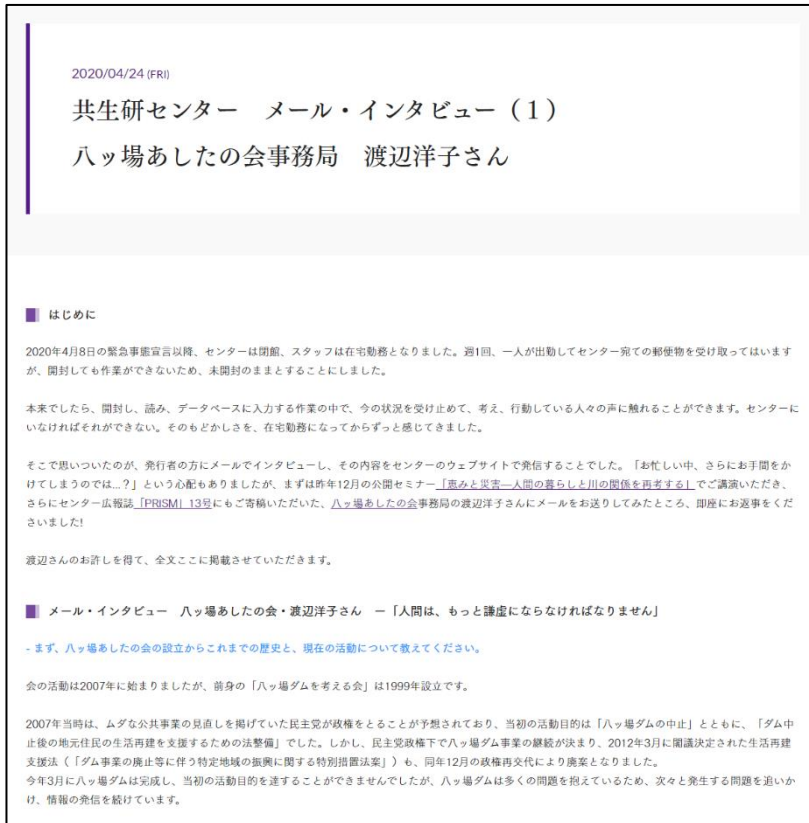 2020/04/24 (FRI)
共生研センター　メール・インタビュー（1）
八ッ場あしたの会事務局　渡辺洋子さん
はじめに
2020年4月8日の緊急事態宣言以降、センターは閉館、スタッフは在宅勤務となりました。週1回、一人が出勤してセンター宛ての郵便物を受け取ってはいます
が、開封しても作業ができないため、未開封のままとすることにしました。
本来でしたら、開封し、読み、データベースに入力する作業の中で、今の状況を受け止めて、考え、行動している人々の声に触れることができます。センターに
いなければそれができない。そのもどかしさを、在宅勤務になってからずっと感じてきました。
そこで思いついたのが、発行者の方にメールでインタビューし、その内容をセンターのウェブサイトで発信することでした。「お忙しい中、さらにお手間をか
けてしまうのでは...？」という心配もありましたが、まずは昨年12月の公開セミナー「恵みと災害―人間の暮らしと川の関係を再考する」でご講演いただき、
さらにセンター広報誌「PRISM」13号にもご寄稿いただいた、八ッ場あしたの会事務局の渡辺洋子さんにメールをお送りしてみたところ、即座にお返事をくだ
さいました!
渡辺さんのお許しを得て、全文ここに掲載させていただきます。
メール・インタビュー　八ッ場あしたの会・渡辺洋子さん　－「人間は、もっと謙虚にならなければなりません」
- まず、八ッ場あしたの会の設立からこれまでの歴史と、現在の活動について教えてください。
会の活動は2007年に始まりましたが、前身の「八ッ場ダムを考える会」は1999年設立です。
2007年当時は、ムダな公共事業の見直しを掲げていた民主党が政権をとることが予想されており、当初の活動目的は「八ッ場ダムの中止」とともに、「ダム中
止後の地元住民の生活再建を支援するための法整備」でした。しかし、民主党政権下で八ッ場ダム事業の継続が決まり、2012年3月に閣議決定された生活再建
支援法（「ダム事業の廃止等に伴う特定地域の振興に関する特別措置法案」）も、同年12月の政権再交代により廃案となりました。
今年3月に八ッ場ダムは完成し、当初の活動目的を達することができませんでしたが、八ッ場ダムは多くの問題を抱えているため、次々と発生する問題を追いか
け、情報の発信を続けています。